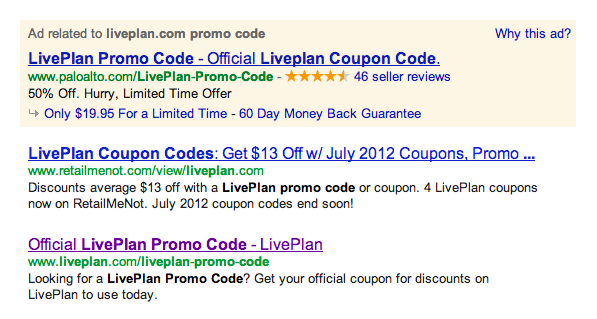 Ad related to liveplan.com promo code
Why this ad?
LivePlan Promo Code - Official Liveplan Coupon Code.
www.paloalto.com/LivePlan-Promo-Code - 46 seller reviews
50% Off. Hurry, Limited Time Offer
Only $19.95 For a Limited Time - 60 Day Money Back Guarantee
LivePlan Coupon Codes: Get $13 Off w/ July 2012 Coupons, Promo ...
www.retailmenot.com/view/liveplan.com
Discounts average $13 off with a LivePlan promo code or coupon. 4 LivePlan coupons
now on RetailMeNot. July 2012 coupon codes end soon!
Official LivePlan Promo Code - LivePlan
www.liveplan.com/liveplan-promo-code
Looking for a LivePlan Promo Code? Get your official coupon for discounts on
LivePlan to use today.